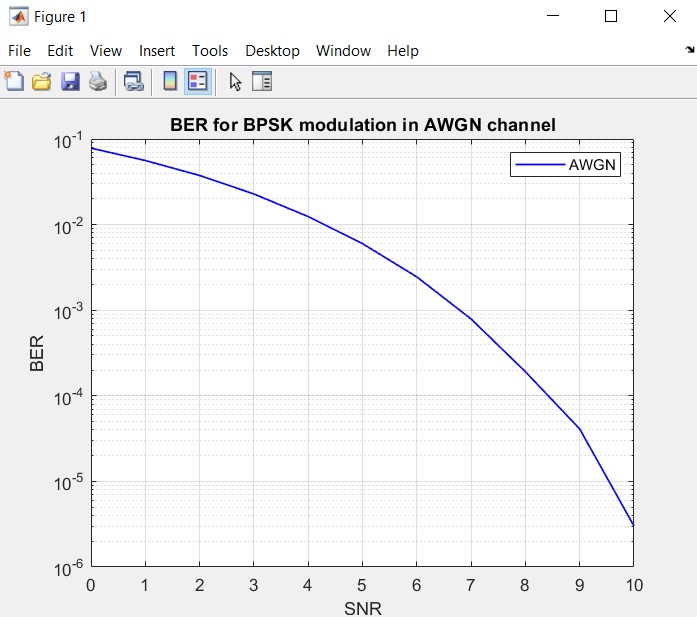 Figure 1
File Edit View Insert Tools Desktop Window Help
BER for BPSK modulation in AWGN channel
AWGN
10^-1
10^-2
10^-3
10^-4
10^-5
10^-6
BER
0 1 2 3 4 5 6 7 8 9 10
SNR